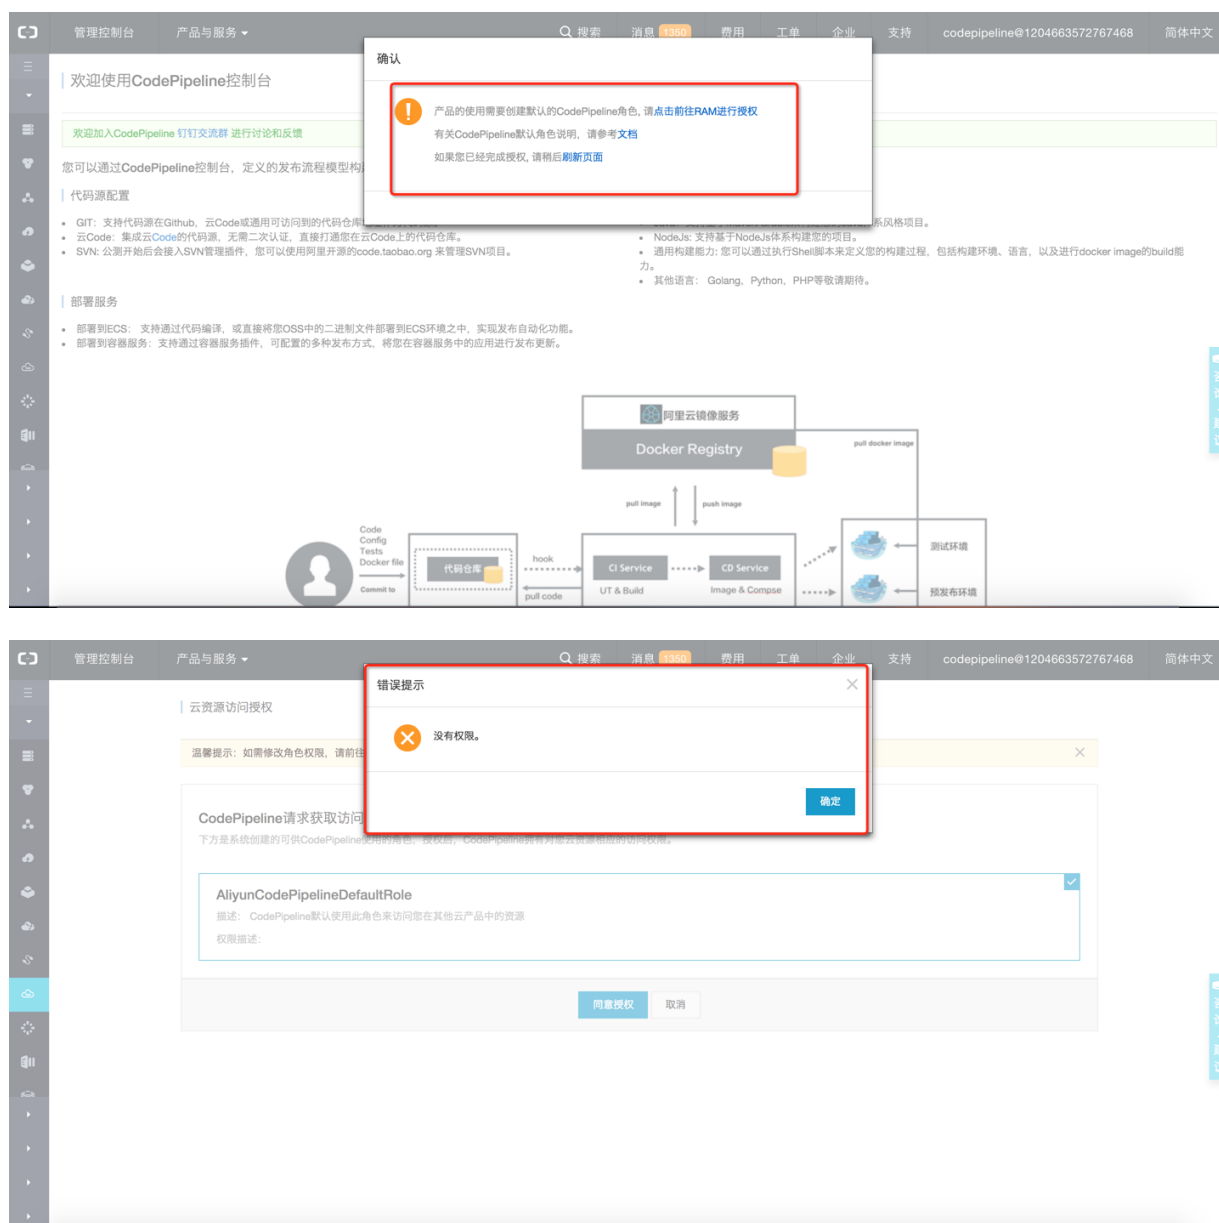 管理控制台
产品与服务
搜索
消息 1350
费用
工单
企业
支持
codepipeline@1204663572767468
简体中文
确认
欢迎使用CodePipeline控制台
产品的使用需要创建默认的CodePipeline角色, 请点击前往RAM进行授权
有关CodePipeline默认角色说明，请参考文档
如果您已经完成授权, 请稍后刷新页面
欢迎加入CodePipeline 钉钉交流群 进行讨论和反馈
您可以通过CodePipeline控制台，定义的发布流程模型构
代码源配置
GIT：支持代码源在Github、云Code或通用可访问到的代码仓库
系风格项目。
云Code：集成云Code的代码源，无需二次认证，直接打通您在云Code上的代码仓库。
NodeJs: 支持基于NodeJs体系构建您的项目。
SVN: 公测开始后会接入SVN管理插件，您可以使用阿里开源的code.taobao.org 来管理SVN项目。
通用构建能力: 您可以通过执行Shell脚本来定义您的构建过程，包括构建环境、语言，以及进行docker image的build能
力。
其他语言： Golang，Python，PHP等敬请期待。
部署服务
部署到ECS： 支持通过代码编译，或直接将您OSS中的二进制文件部署到ECS环境之中，实现发布自动化功能。
部署到容器服务：支持通过容器服务插件，可配置的多种发布方式，将您在容器服务中的应用进行发布更新。
阿里云镜像服务
Docker Registry
pull docker image
pull image
push image
Code
Config
Tests
Docker file
Commit to
代码仓库
hook
pull code
CI Service
UT & Build
CD Service
Image & Compse
测试环境
预发布环境
管理控制台
产品与服务
搜索
消息 1350
费用
工单
企业
支持
codepipeline@1204663572767468
简体中文
错误提示
云资源访问授权
没有权限。
温馨提示：如需修改角色权限，请前往
确定
CodePipeline请求获取访问
下方是系统创建的可供CodePipeline使用的角色，授权后，CodePipeline拥有对您云资源相应的访问权限。
AliyunCodePipelineDefaultRole
描述： CodePipeline默认使用此角色来访问您在其他云产品中的资源
权限描述：
同意授权
取消